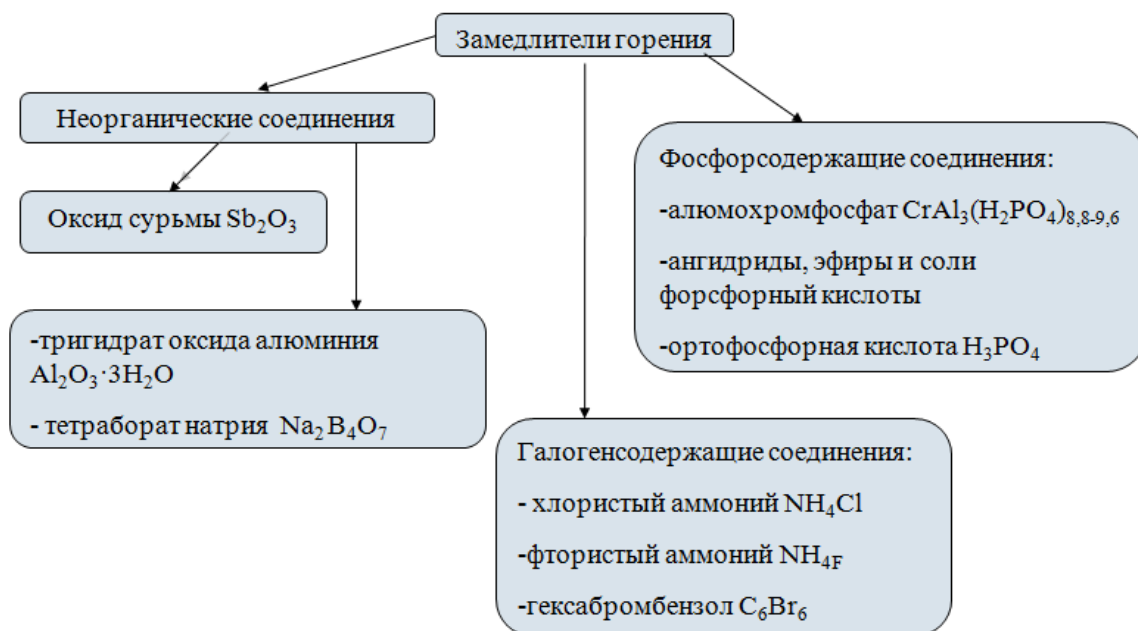 Замедлители горения
Неорганические соединения
Оксид сурьмы Sb₂O₃
-тригидрат оксида алюминия
Al₂O₃·3H₂O
- тетраборат натрия Na₂B₄O₇
Фосфорсодержащие соединения:
-алюмохромфосфат CrAl₃(H₂PO₄)₈,₈₋₉,₆
-ангидриды, эфиры и соли
форсфорный кислоты
-ортофосфорная кислота H₃PO₄
Галогенсодержащие соединения:
- хлористый аммоний NH₄Cl
-фтористый аммоний NH₄F
-гексабромбензол C₆Br₆